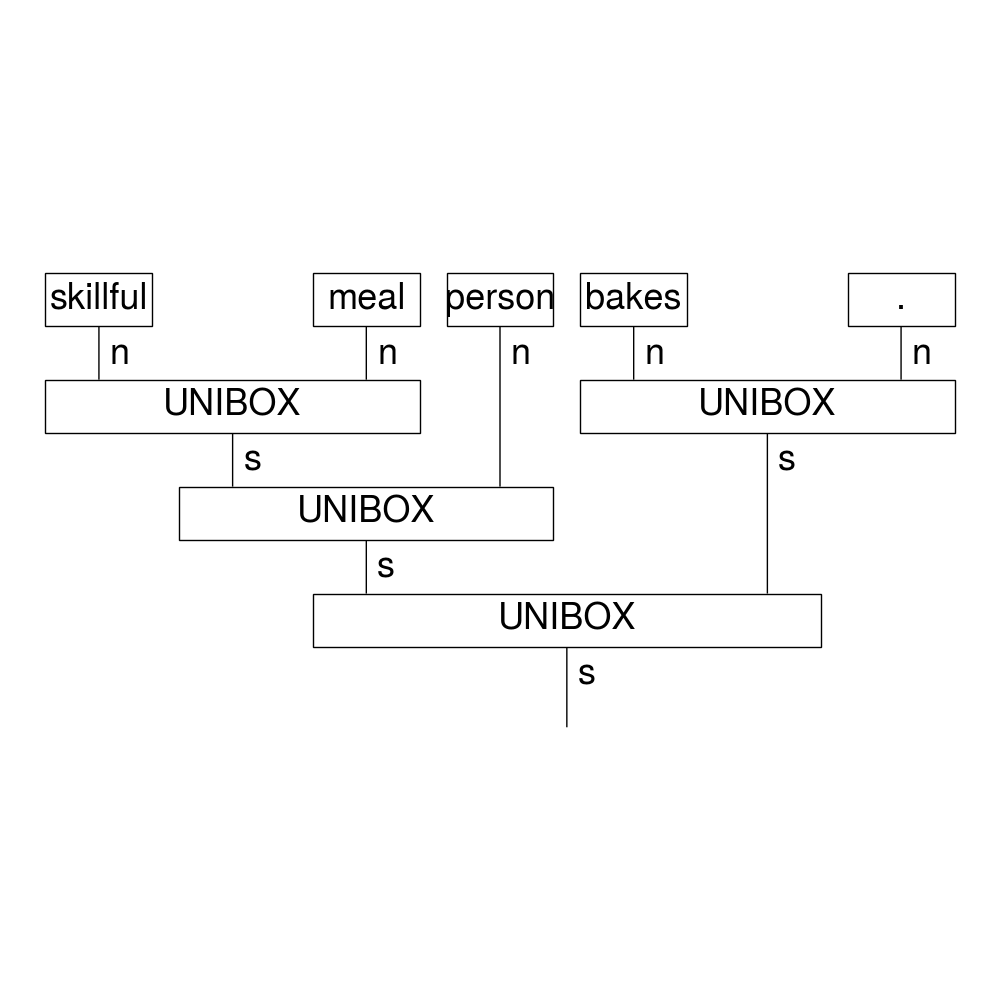 skillful meal person bakes .
n n n n n
UNIBOX UNIBOX
s s
UNIBOX
s
UNIBOX
s